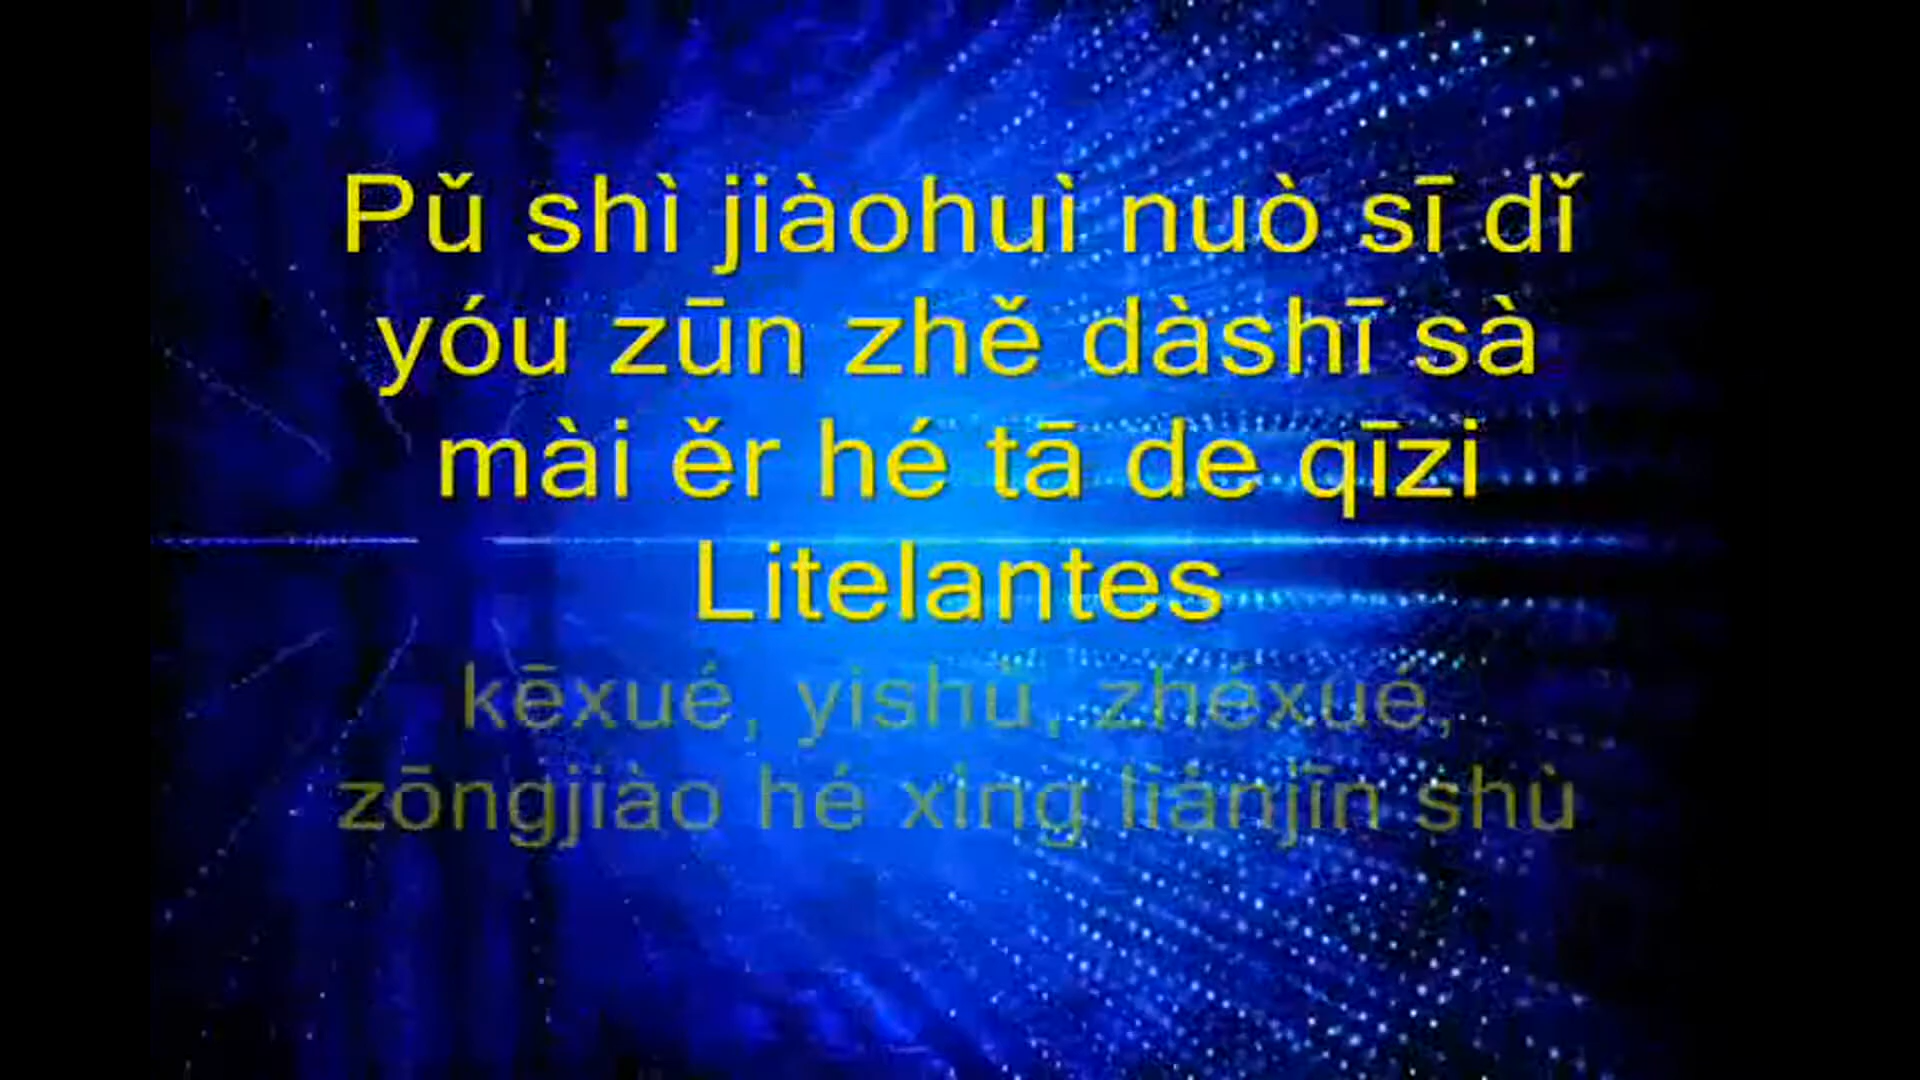 Pǔ shì jiàohuì nuò sī dǐ
yóu zūn zhě dàshī sà
mài ěr hé tā de qīzi
Litelantes
kēxué, yìshù, zhéxué,
zōngjiào hé xìng liànjīn shù